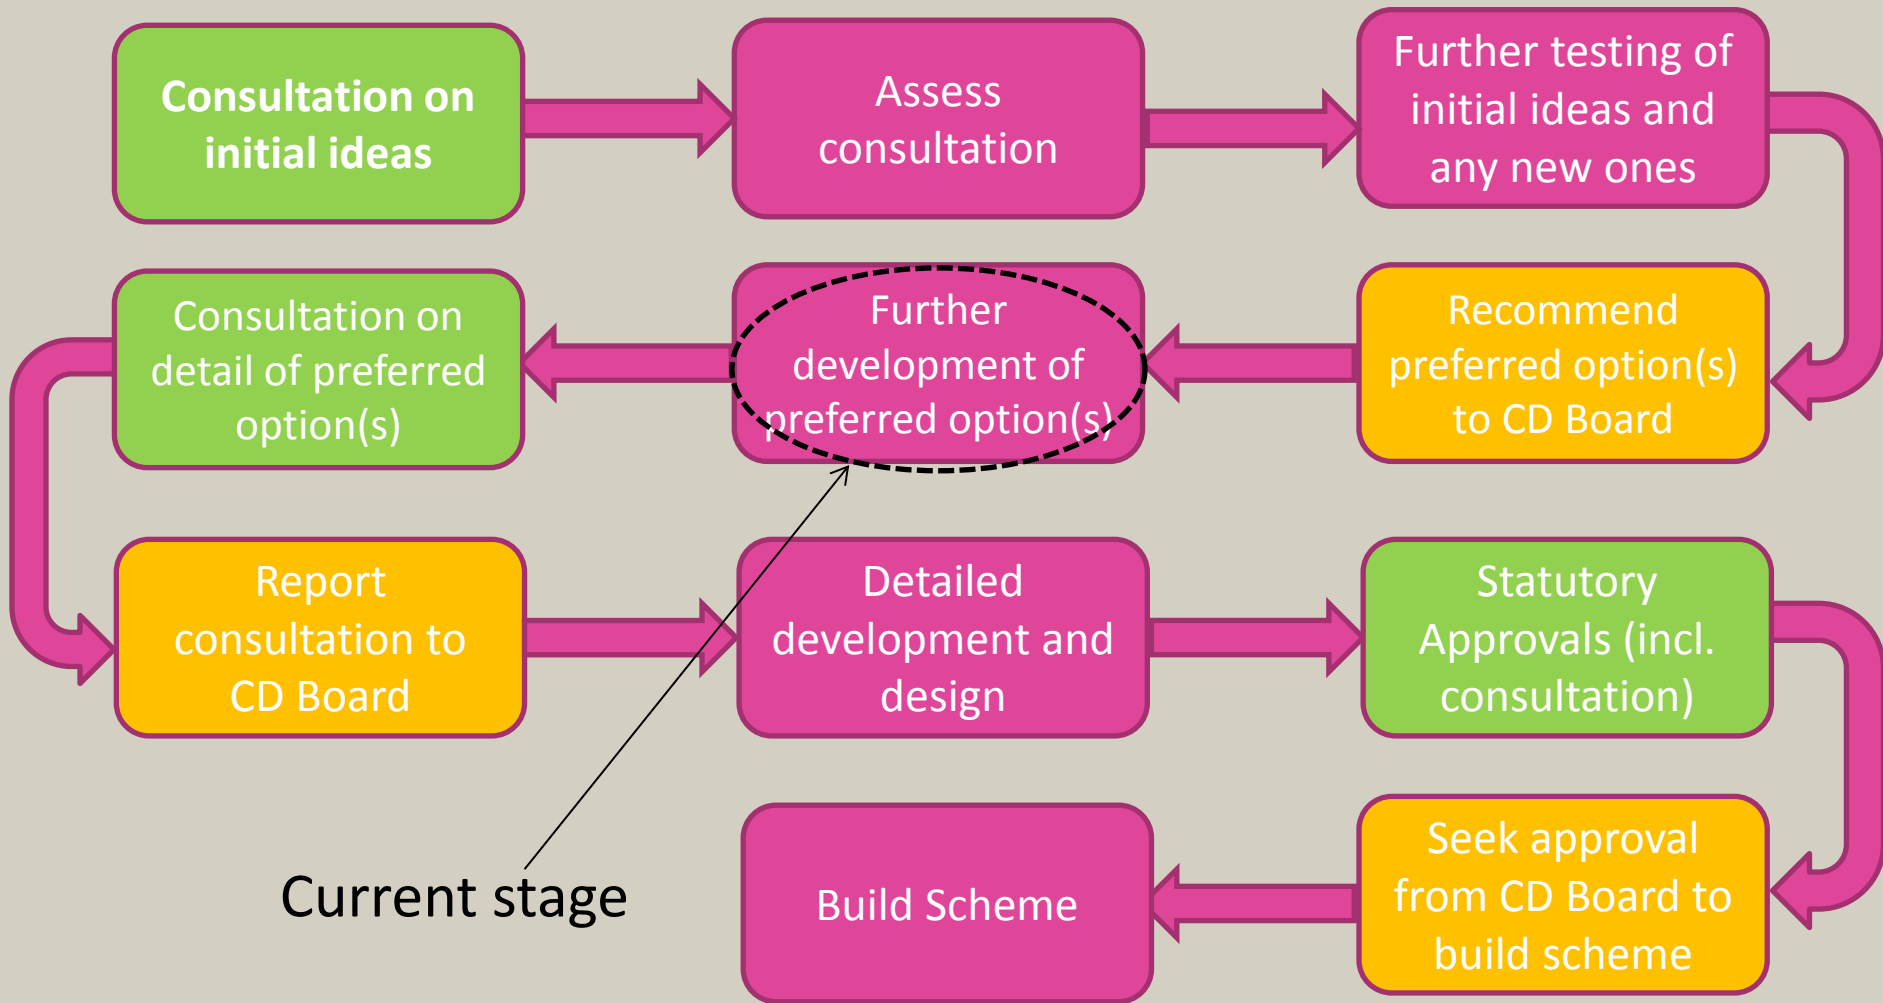 Consultation on
initial ideas
Assess
consultation
Further testing of
initial ideas and
any new ones
Recommend
preferred option(s)
to CD Board
Further
development of
preferred option(s)
Consultation on
detail of preferred
option(s)
Report
consultation to
CD Board
Detailed
development and
design
Statutory
Approvals (incl.
consultation)
Seek approval
from CD Board to
build scheme
Build Scheme
Current stage